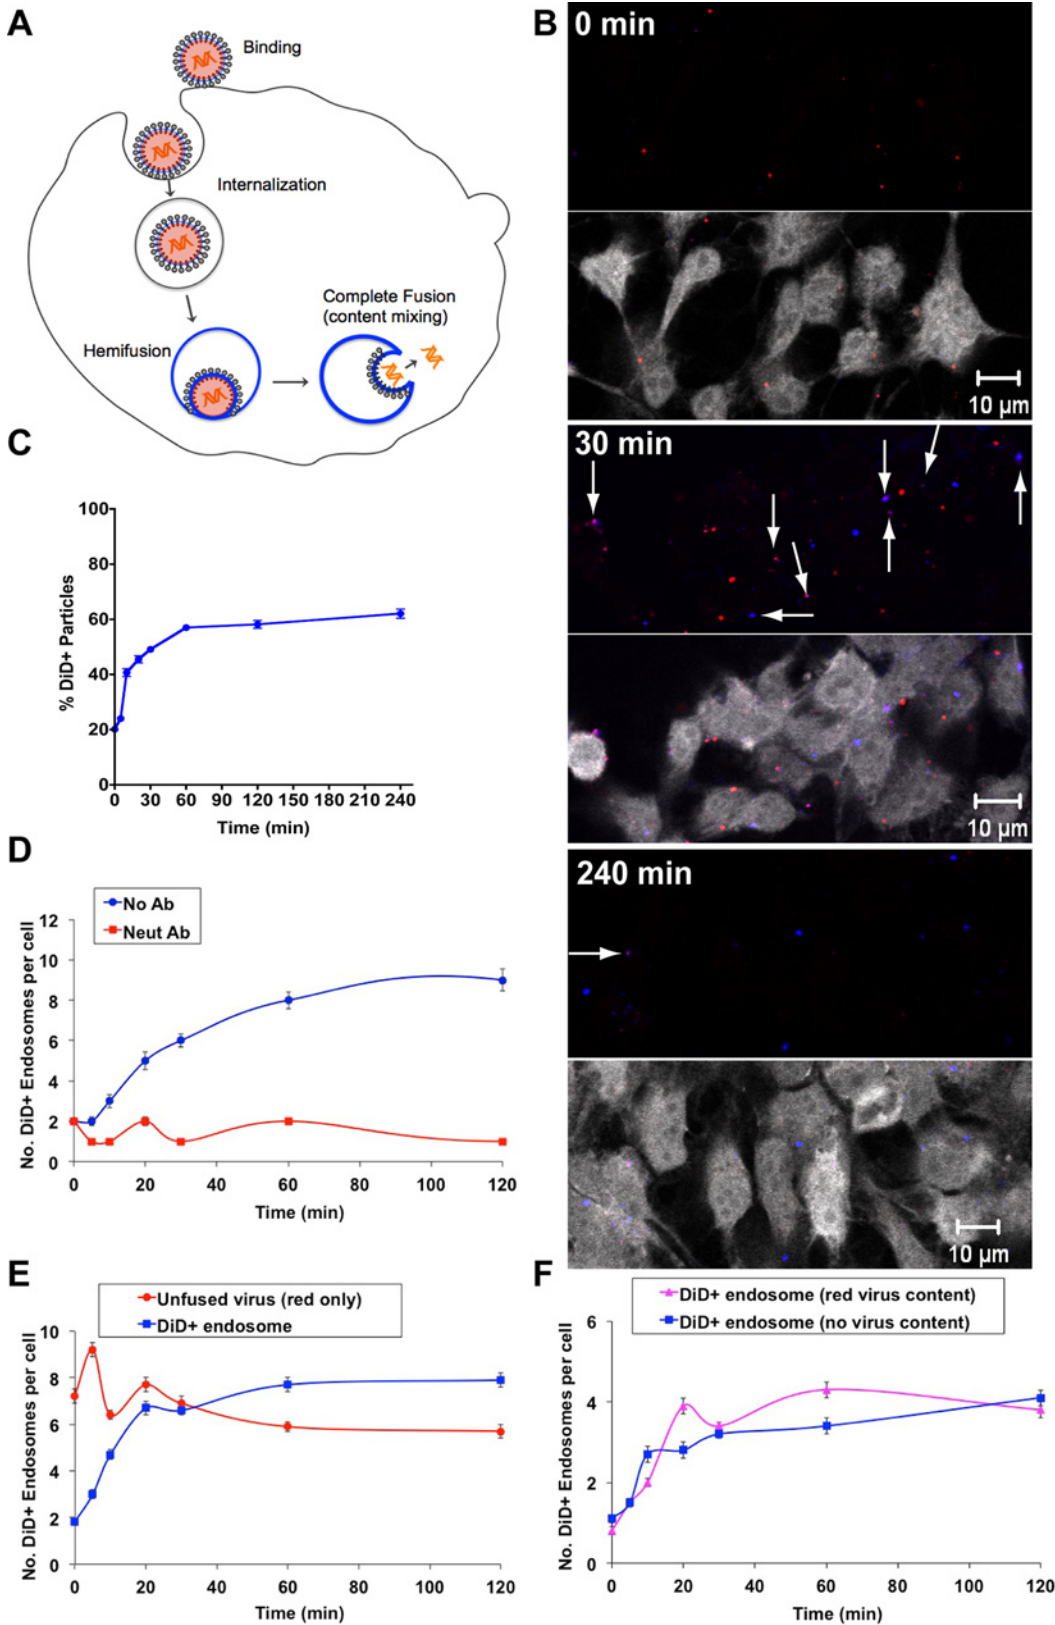 A
Binding
Internalization
Hemifusion
Complete Fusion
(content mixing)
B
0 min
10 µm
30 min
10 µm
240 min
10 µm
C
100
80
60
40
20
0
% DiD+ Particles
0 30 60 90 120 150 180 210 240
Time (min)
D
No Ab
Neut Ab
12
10
8
6
4
2
0
No. DiD+ Endosomes per cell
0 20 40 60 80 100 120
Time (min)
E
Unfused virus (red only)
DiD+ endosome
10
8
6
4
2
0
No. DiD+ Endosomes per cell
0 20 40 60 80 100 120
Time (min)
F
DiD+ endosome (red virus content)
DiD+ endosome (no virus content)
6
4
2
0
No. DiD+ Endosomes per cell
0 20 40 60 80 100 120
Time (min)